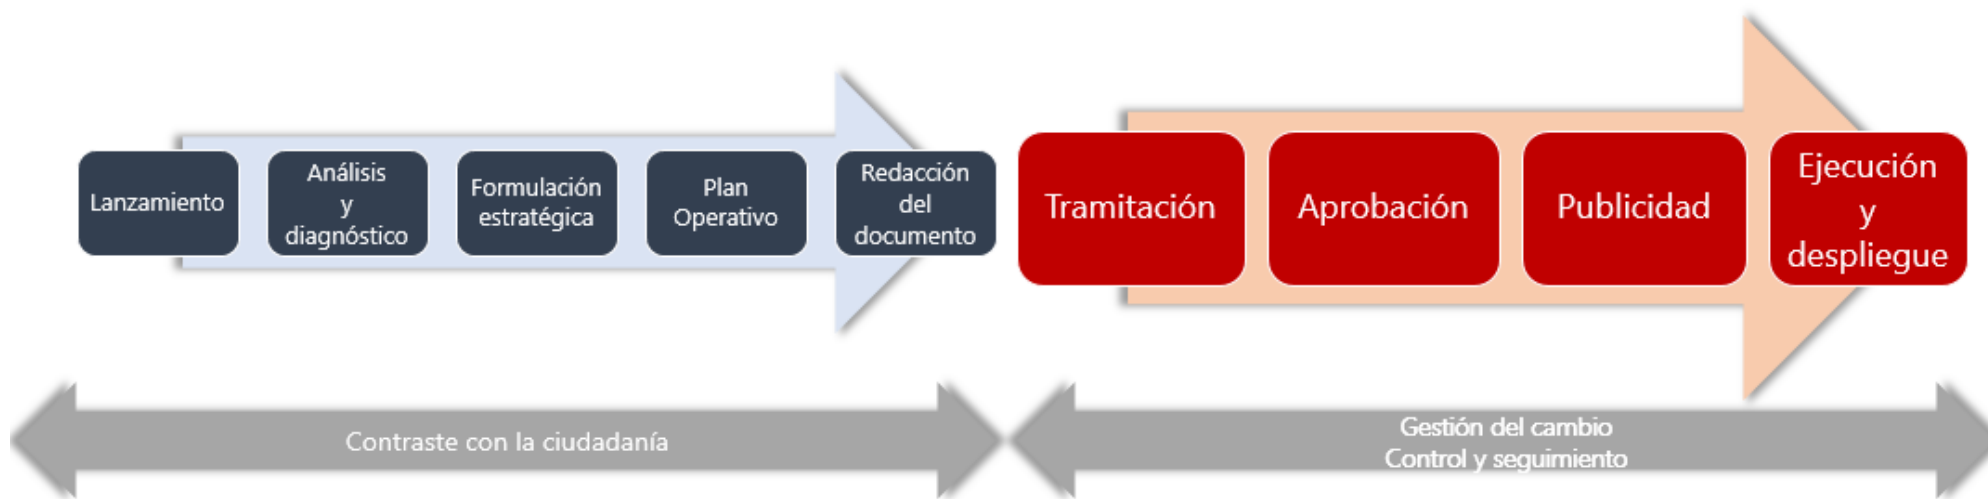 Lanzamiento
Análisis
y
diagnóstico
Formulación
estratégica
Plan
Operativo
Redacción
del
documento
Tramitación
Aprobación
Publicidad
Ejecución
y
despliegue
Contraste con la ciudadanía
Gestión del cambio
Control y seguimiento